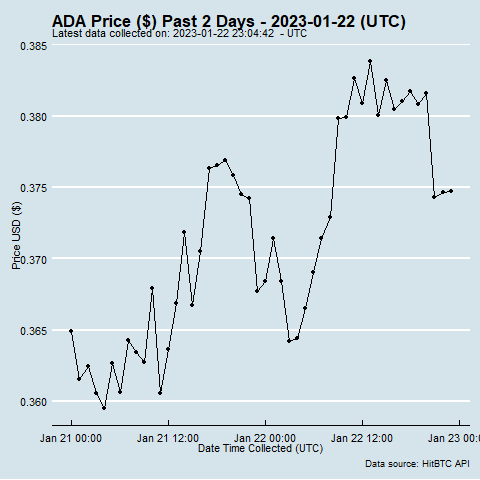 ADA Price ($) Past 2 Days - 2023-01-22 (UTC)
Latest data collected on: 2023-01-22 23:04:42 - UTC
0.385
0.380
0.375
0.370
0.365
0.360
Price USD ($)
Jan 21 00:00
Jan 21 12:00
Jan 22 00:00
Jan 22 12:00
Jan 23 00:0
Date Time Collected (UTC)
Data source: HitBTC API